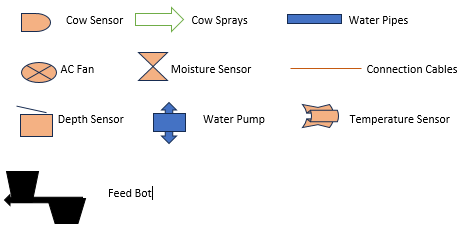 Cow Sensor
Cow Sprays
Water Pipes
AC Fan
Moisture Sensor
Connection Cables
Depth Sensor
Water Pump
Temperature Sensor
Feed Bot